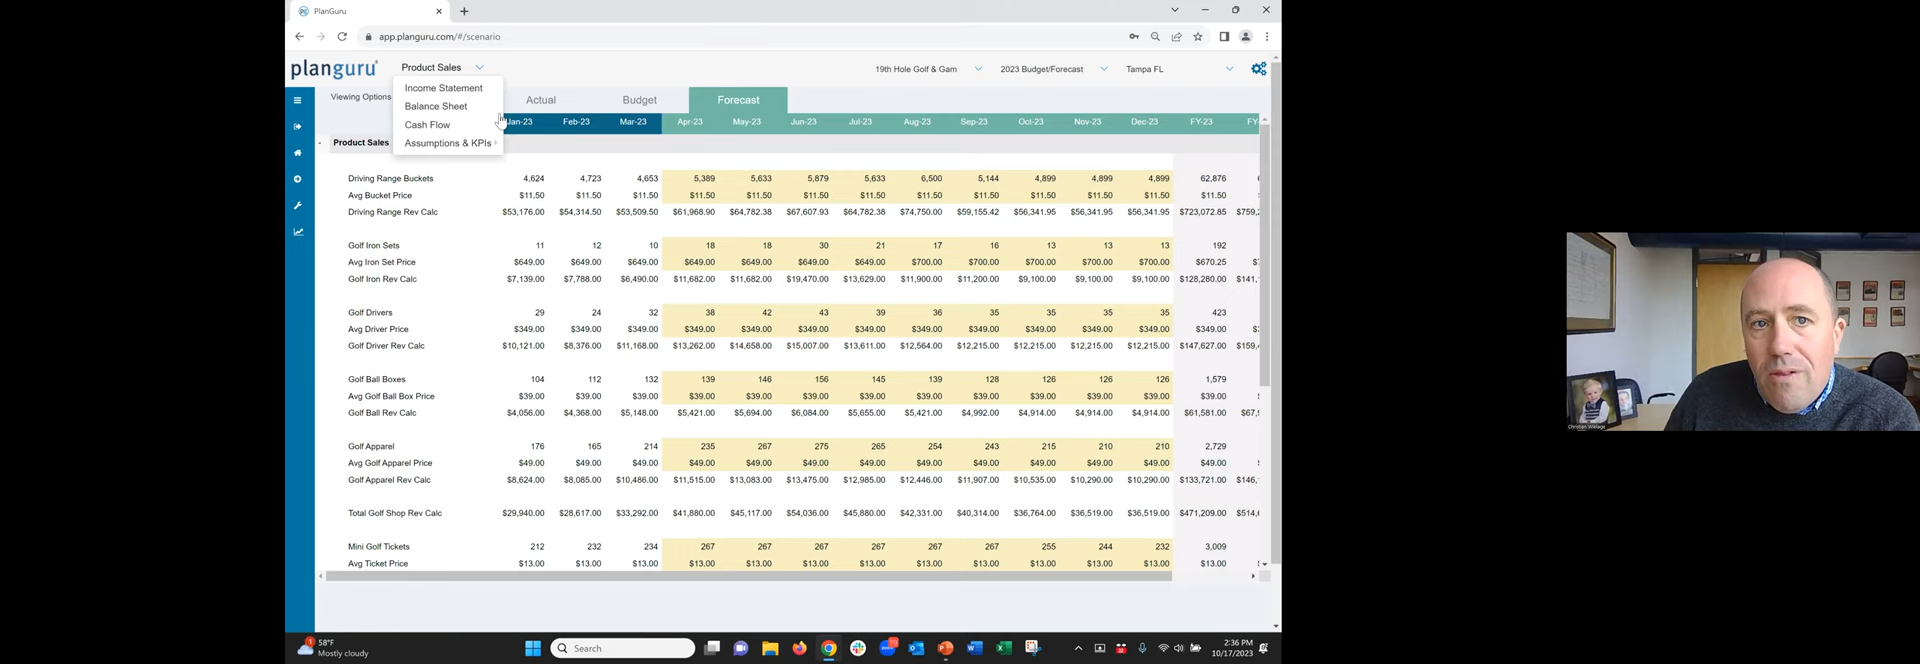 PlanGuru
app.planguru.com/#/scenario
planguru
Product Sales
19th Hole Golf & Gam
2023 Budget/Forecast
Tampa FL
Income Statement
Balance Sheet
Cash Flow
Assumptions & KPIs
Viewing Options
Actual Budget Forecast
Jan-23 Feb-23 Mar-23 Apr-23 May-23 Jun-23 Jul-23 Aug-23 Sep-23 Oct-23 Nov-23 Dec-23 FY-23 FY-
Product Sales
Driving Range Buckets 4,624 4,723 4,653 5,389 5,633 5,879 5,633 6,500 5,144 4,899 4,899 4,899 62,876
Avg Bucket Price $11.50 $11.50 $11.50 $11.50 $11.50 $11.50 $11.50 $11.50 $11.50 $11.50 $11.50 $11.50 $11.50
Driving Range Rev Calc $53,176.00 $54,314.50 $53,509.50 $61,968.90 $64,782.38 $67,607.93 $64,782.38 $74,750.00 $59,155.42 $56,341.95 $56,341.95 $56,341.95 $723,072.85 $759,
Golf Iron Sets 11 12 10 18 18 30 21 17 16 13 13 13 192
Avg Iron Set Price $649.00 $649.00 $649.00 $649.00 $649.00 $649.00 $649.00 $700.00 $700.00 $700.00 $700.00 $700.00 $670.25
Golf Iron Rev Calc $7,139.00 $7,788.00 $6,490.00 $11,682.00 $11,682.00 $19,470.00 $13,629.00 $11,900.00 $11,200.00 $9,100.00 $9,100.00 $9,100.00 $128,280.00 $141,
Golf Drivers 29 24 32 38 42 43 39 36 35 35 35 35 423
Avg Driver Price $349.00 $349.00 $349.00 $349.00 $349.00 $349.00 $349.00 $349.00 $349.00 $349.00 $349.00 $349.00 $349.00
Golf Driver Rev Calc $10,121.00 $8,376.00 $11,168.00 $13,262.00 $14,658.00 $15,007.00 $13,611.00 $12,564.00 $12,215.00 $12,215.00 $12,215.00 $12,215.00 $147,627.00 $159,
Golf Ball Boxes 104 112 132 139 146 156 145 139 128 126 126 126 1,579
Avg Golf Ball Box Price $39.00 $39.00 $39.00 $39.00 $39.00 $39.00 $39.00 $39.00 $39.00 $39.00 $39.00 $39.00 $39.00
Golf Ball Rev Calc $4,056.00 $4,368.00 $5,148.00 $5,421.00 $5,694.00 $6,084.00 $5,655.00 $5,421.00 $4,992.00 $4,914.00 $4,914.00 $4,914.00 $61,581.00 $67,
Golf Apparel 176 165 214 235 267 275 265 254 243 215 210 210 2,729
Avg Golf Apparel Price $49.00 $49.00 $49.00 $49.00 $49.00 $49.00 $49.00 $49.00 $49.00 $49.00 $49.00 $49.00 $49.00
Golf Apparel Rev Calc $8,624.00 $8,085.00 $10,486.00 $11,515.00 $13,083.00 $13,475.00 $12,985.00 $12,446.00 $11,907.00 $10,535.00 $10,290.00 $10,290.00 $133,721.00 $146,
Total Golf Shop Rev Calc $29,940.00 $28,617.00 $33,292.00 $41,880.00 $45,117.00 $54,036.00 $45,880.00 $42,331.00 $40,314.00 $36,764.00 $36,519.00 $36,519.00 $471,209.00 $514,
Mini Golf Tickets 212 232 234 267 267 267 267 267 267 255 244 232 3,009
Avg Ticket Price $13.00 $13.00 $13.00 $13.00 $13.00 $13.00 $13.00 $13.00 $13.00 $13.00 $13.00 $13.00 $13.00
Christian Wielage
1
58°F
Mostly cloudy
Search
19
2:36 PM
10/17/2023